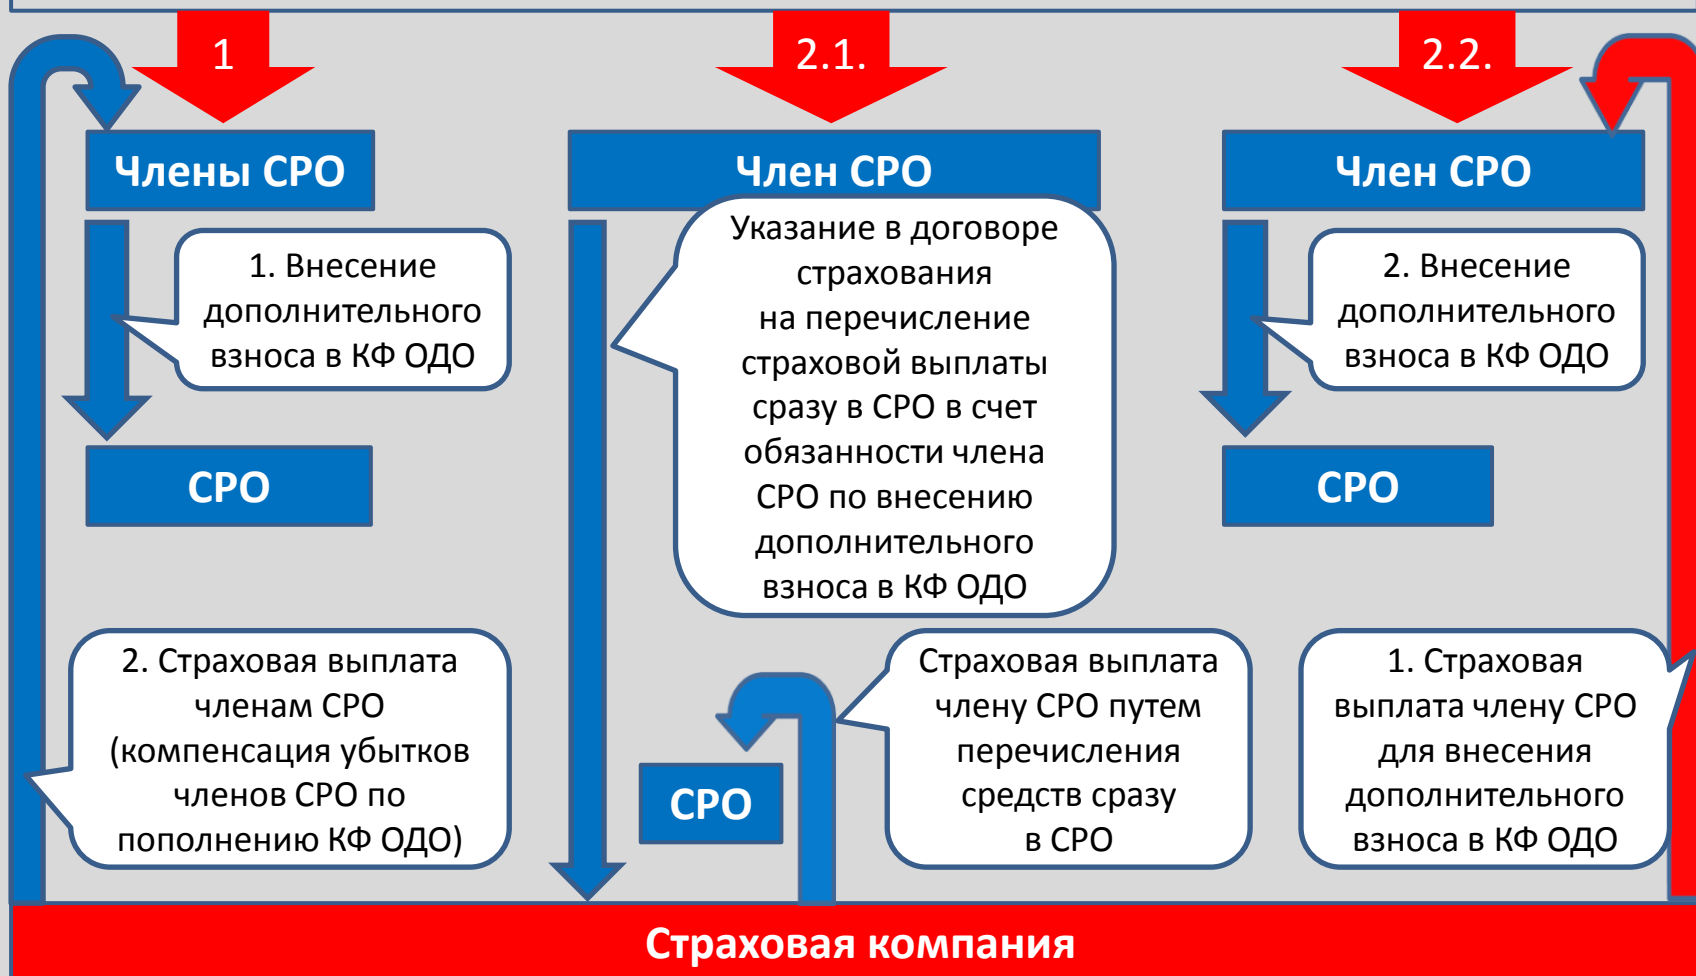 1
2.1.
2.2.
Члены СРО
Член СРО
Член СРО
1. Внесение
дополнительного
взноса в КФ ОДО
Указание в договоре
страхования
на перечисление
страховой выплаты
сразу в СРО в счет
обязанности члена
СРО по внесению
дополнительного
взноса в КФ ОДО
2. Внесение
дополнительного
взноса в КФ ОДО
СРО
СРО
2. Страховая выплата
членам СРО
(компенсация убытков
членов СРО по
пополнению КФ ОДО)
СРО
Страховая выплата
члену СРО путем
перечисления
средств сразу
в СРО
1. Страховая
выплата члену СРО
для внесения
дополнительного
взноса в КФ ОДО
Страховая компания